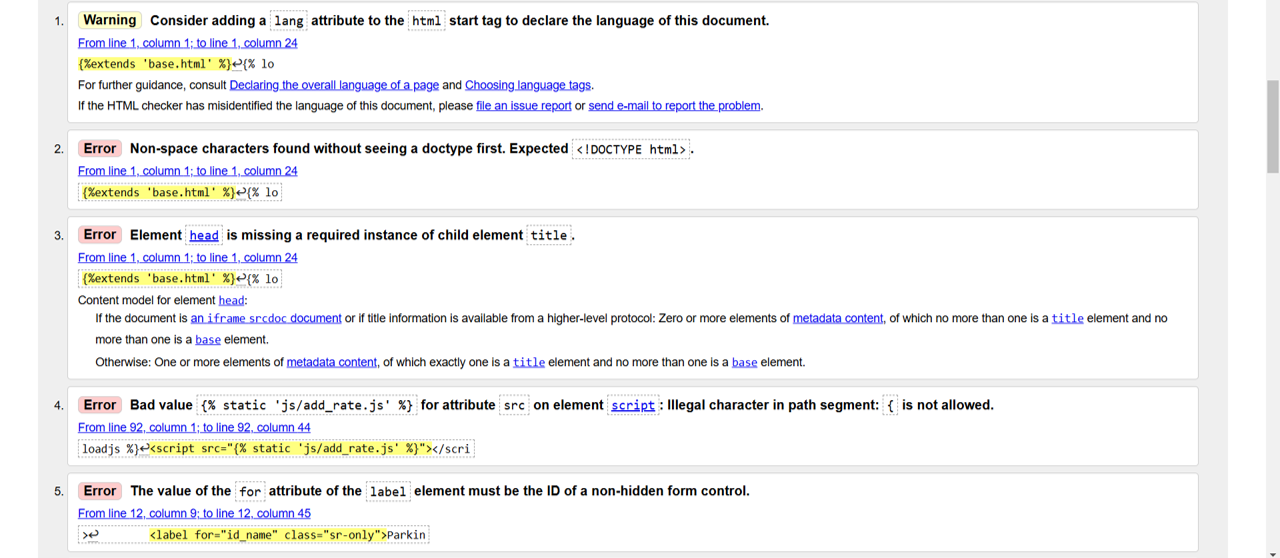 1. Warning Consider adding a lang attribute to the html start tag to declare the language of this document.
From line 1, column 1; to line 1, column 24
{%extends 'base.html' %}↩{% lo
For further guidance, consult Declaring the overall language of a page and Choosing language tags.
If the HTML checker has misidentified the language of this document, please file an issue report or send e-mail to report the problem.
2. Error Non-space characters found without seeing a doctype first. Expected <!DOCTYPE html>.
From line 1, column 1; to line 1, column 24
{%extends 'base.html' %}↩{% lo
3. Error Element head is missing a required instance of child element title.
From line 1, column 1; to line 1, column 24
{%extends 'base.html' %}↩{% lo
Content model for element head:
If the document is an iframe srcdoc document or if title information is available from a higher-level protocol: Zero or more elements of metadata content, of which no more than one is a title element and no
more than one is a base element.
Otherwise: One or more elements of metadata content, of which exactly one is a title element and no more than one is a base element.
4. Error Bad value {% static 'js/add_rate.js' %} for attribute src on element script: Illegal character in path segment: { is not allowed.
From line 92, column 1; to line 92, column 44
loadjs %}↩<script src="{% static 'js/add_rate.js' %}"></scri
5. Error The value of the for attribute of the label element must be the ID of a non-hidden form control.
From line 12, column 9; to line 12, column 45
>↩ <label for="id_name" class="sr-only">Parkin